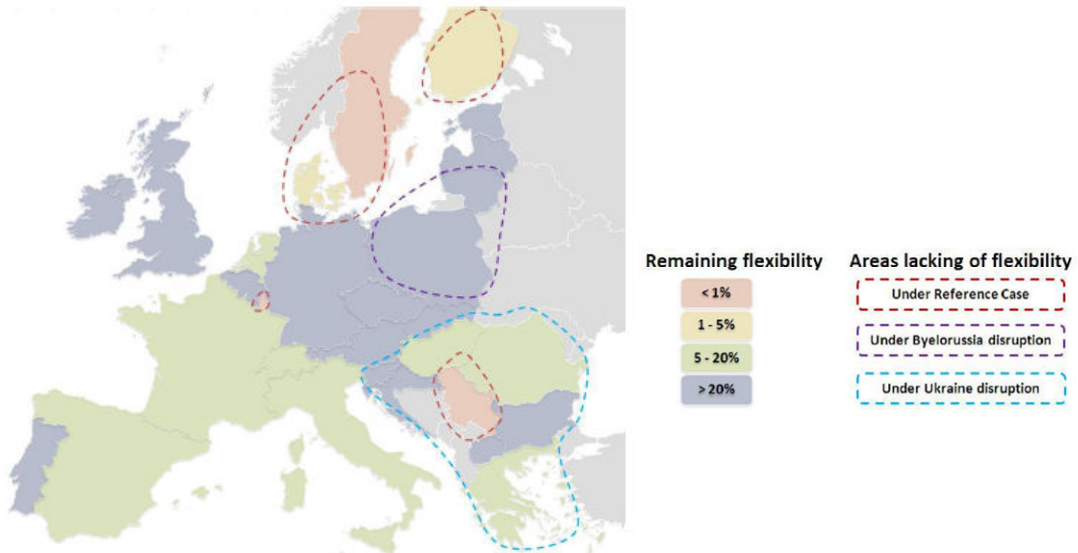 Remaining flexibility
< 1%
1 - 5%
5 - 20%
> 20%
Areas lacking of flexibility
Under Reference Case
Under Byelorussia disruption
Under Ukraine disruption